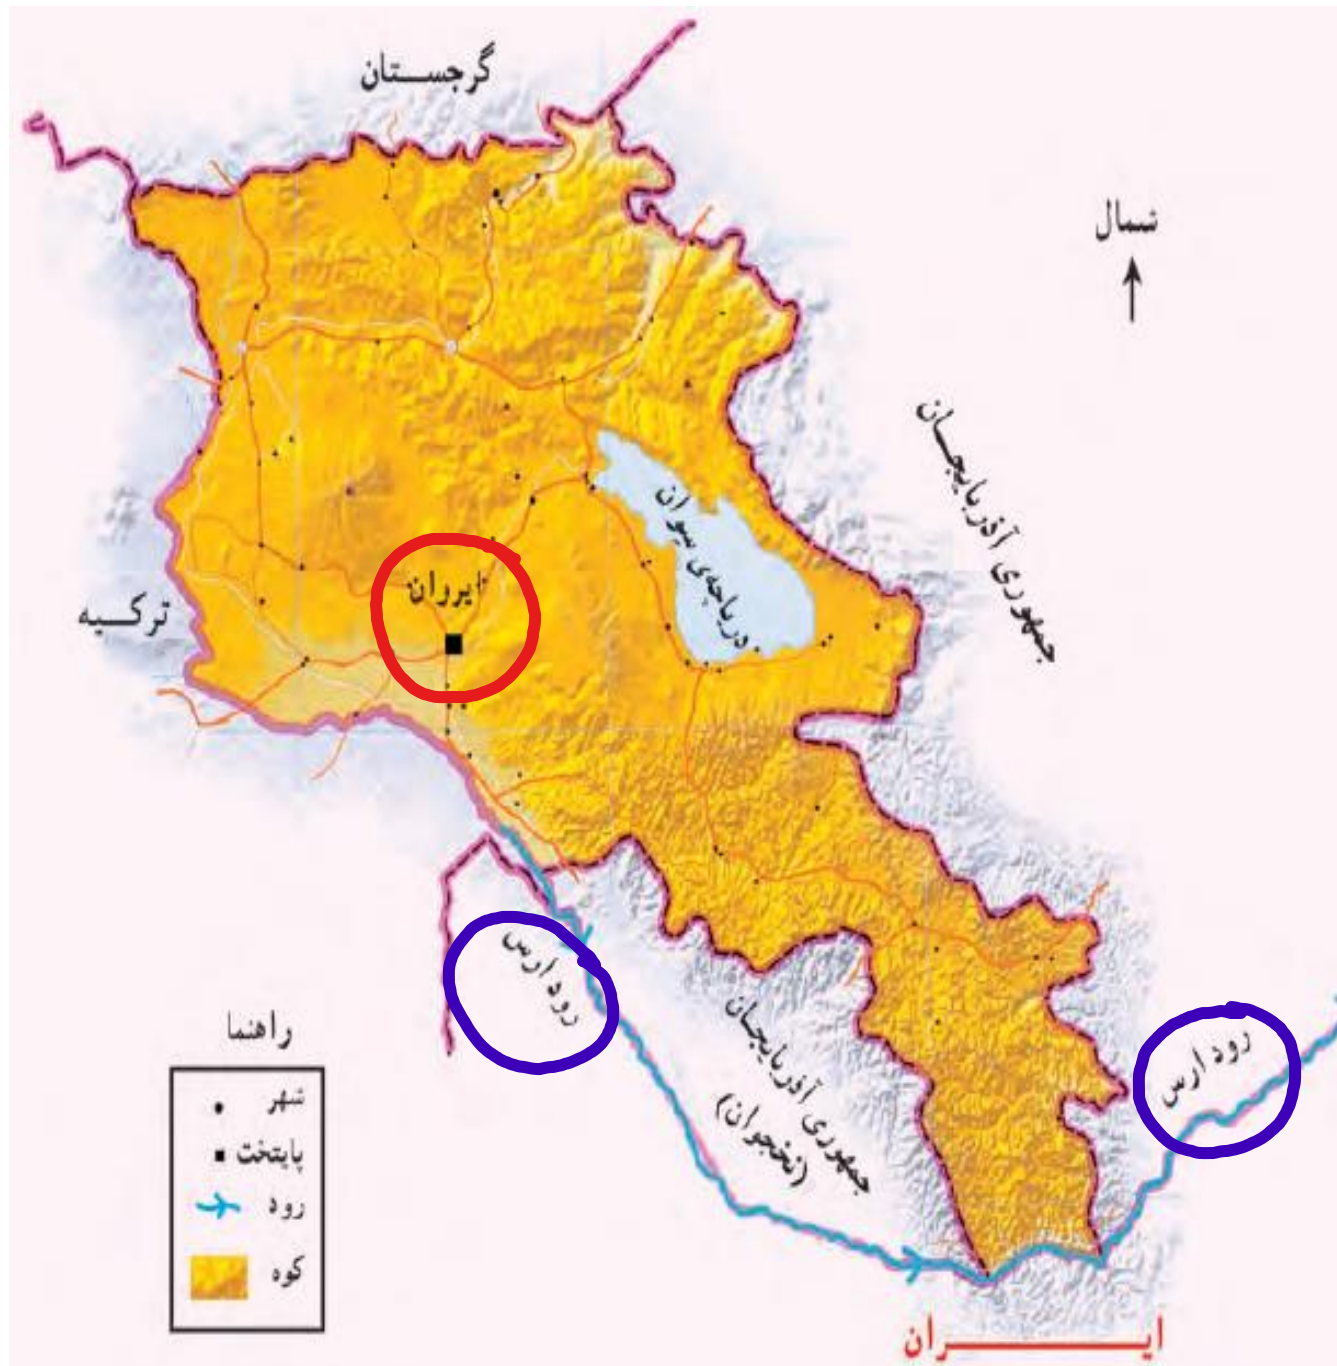 گرجستان
شمال
جمهوری آذربایجان
دریاچه‌ی سوان
ایروان
ترکیه
رود ارس
جمهوری آذربایجان
(نخجوان)
رود ارس
راهنما
شهر
پایتخت
رود
کوه
ایران